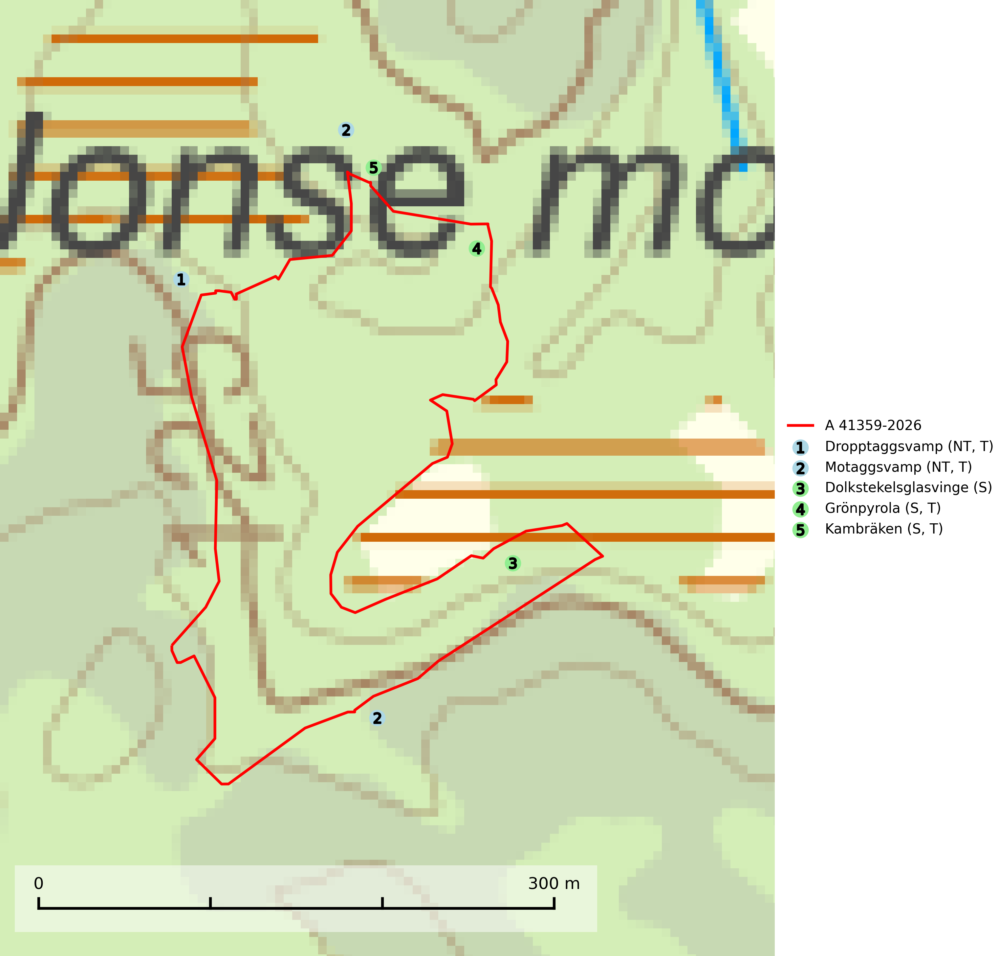 onse mo
2
5
4
1
3
2
A 41359-2026
1 Dropptaggsvamp (NT, T)
2 Motaggsvamp (NT, T)
3 Dolkstekelsglasvinge (S)
4 Grönpyrola (S, T)
5 Kambräken (S, T)
0 300 m